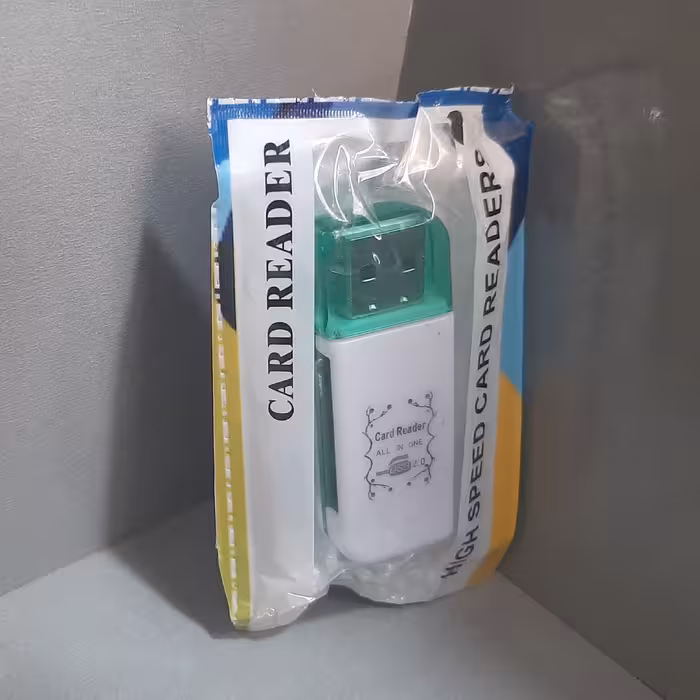 CARD READER
Card Reader
ALL IN ONE
USB 2.0
HIGH SPEED CARD READERS